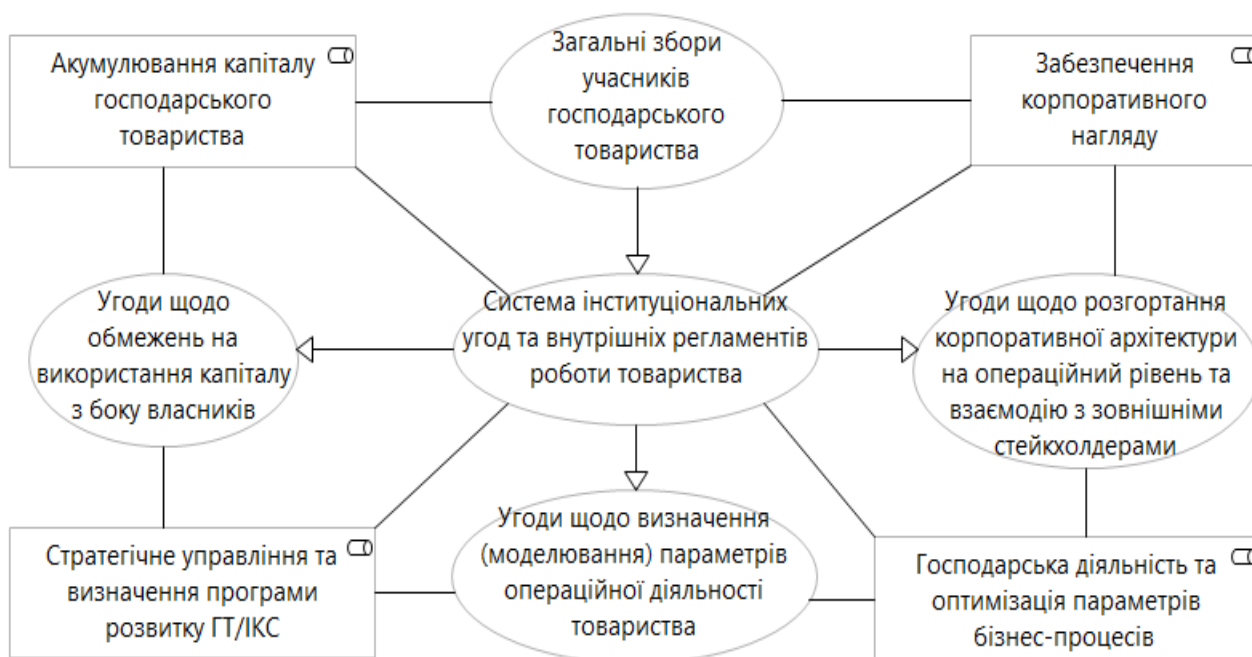 Акумулювання капіталу
господарського
товариства
Загальні збори
учасників
господарського
товариства
Забезпечення
корпоративного
нагляду
Угоди щодо
обмежень на
використання капіталу
з боку власників
Система інституціональних
угод та внутрішніх регламентів
роботи товариства
Угоди щодо розгортання
корпоративної архітектури
на операційний рівень та
взаємодію з зовнішніми
стейкхолдерами
Стратегічне управління та
визначення програми
розвитку ГТ/ІКС
Угоди щодо визначення
(моделювання) параметрів
операційної діяльності
товариства
Господарська діяльність та
оптимізація параметрів
бізнес-процесів